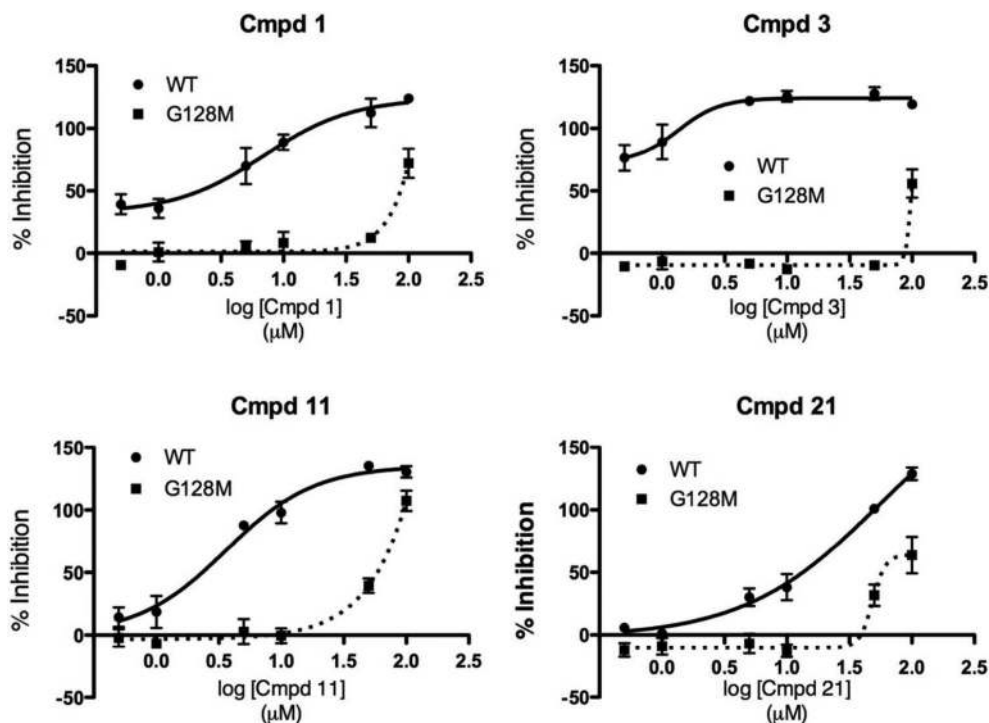 Cmpd 1
150
100
50
0
-50
% Inhibition
WT
G128M
0.0 0.5 1.0 1.5 2.0 2.5
log [Cmpd 1]
(μM)
Cmpd 3
150
100
50
0
-50
% Inhibition
WT
G128M
0.0 0.5 1.0 1.5 2.0 2.5
log [Cmpd 3]
(μM)
Cmpd 11
150
100
50
0
-50
% Inhibition
WT
G128M
0.0 0.5 1.0 1.5 2.0 2.5
log [Cmpd 11]
(μM)
Cmpd 21
150
100
50
0
-50
% Inhibition
WT
G128M
0.0 0.5 1.0 1.5 2.0 2.5
log [Cmpd 21]
(μM)